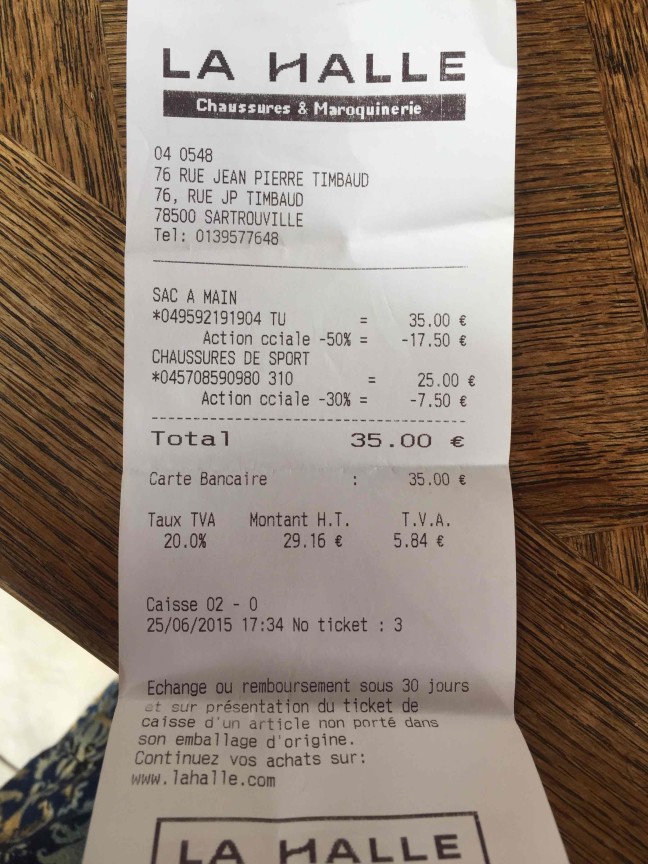 LA HALLE
Chaussures & Maroquinerie
04 0548
76 RUE JEAN PIERRE TIMBAUD
76, RUE JP TIMBAUD
78500 SARTROUVILLE
Tel: 0139577648
SAC A MAIN
*049592191904 TU = 35.00 €
Action cciale -50% = -17.50 €
CHAUSSURES DE SPORT
*045708590980 310 = 25.00 €
Action cciale -30% = -7.50 €
Total 35.00 €
Carte Bancaire : 35.00 €
Taux TVA Montant H.T. T.V.A.
20.0% 29.16 € 5.84 €
Caisse 02 - 0
25/06/2015 17:34 No ticket : 3
Echange ou remboursement sous 30 jours
et sur présentation du ticket de
caisse d'un article non porté dans
son emballage d'origine.
Continuez vos achats sur:
www.lahalle.com
LA HALLE